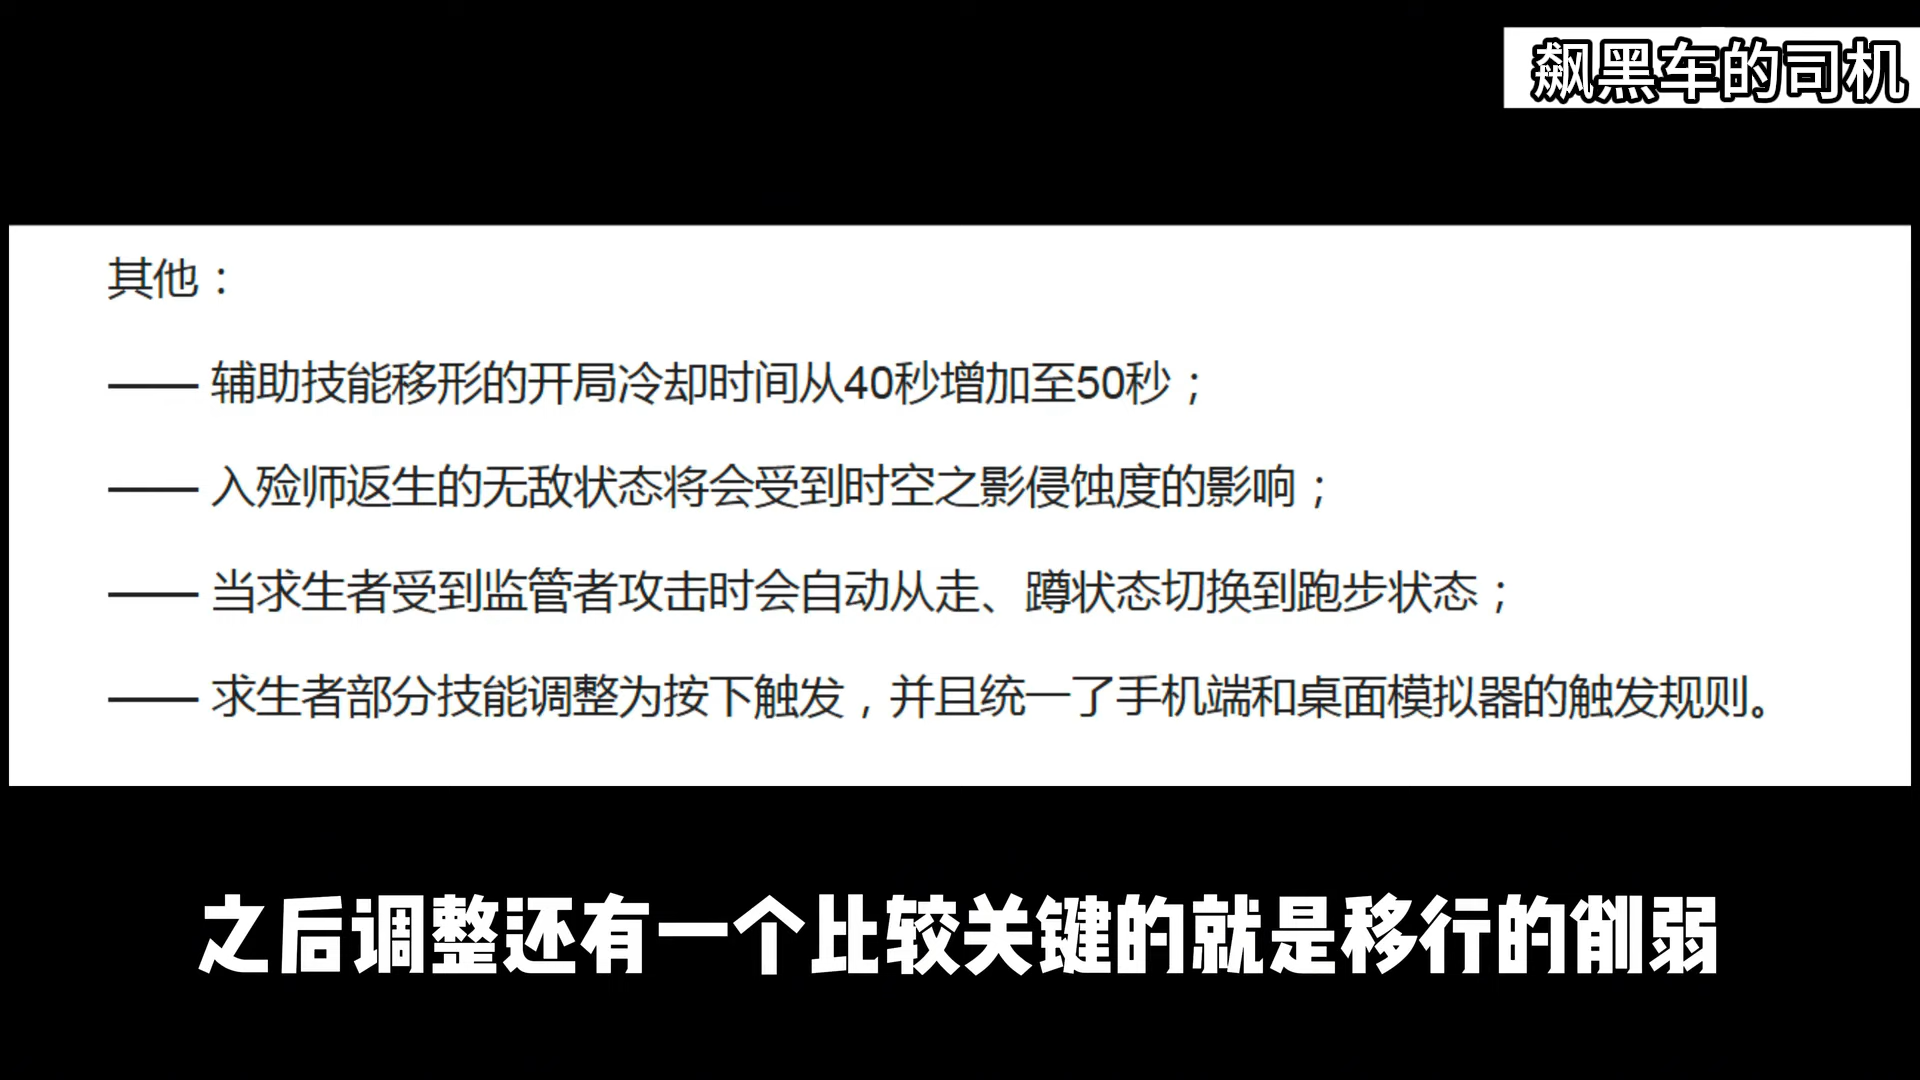 飙黑车的司机
其他：
—— 辅助技能移形的开局冷却时间从40秒增加至50秒；
—— 入殓师返生的无敌状态将会受到时空之影侵蚀度的影响；
—— 当求生者受到监管者攻击时会自动从走、蹲状态切换到跑步状态；
—— 求生者部分技能调整为按下触发，并且统一了手机端和桌面模拟器的触发规则。
之后调整还有一个比较关键的就是移行的削弱